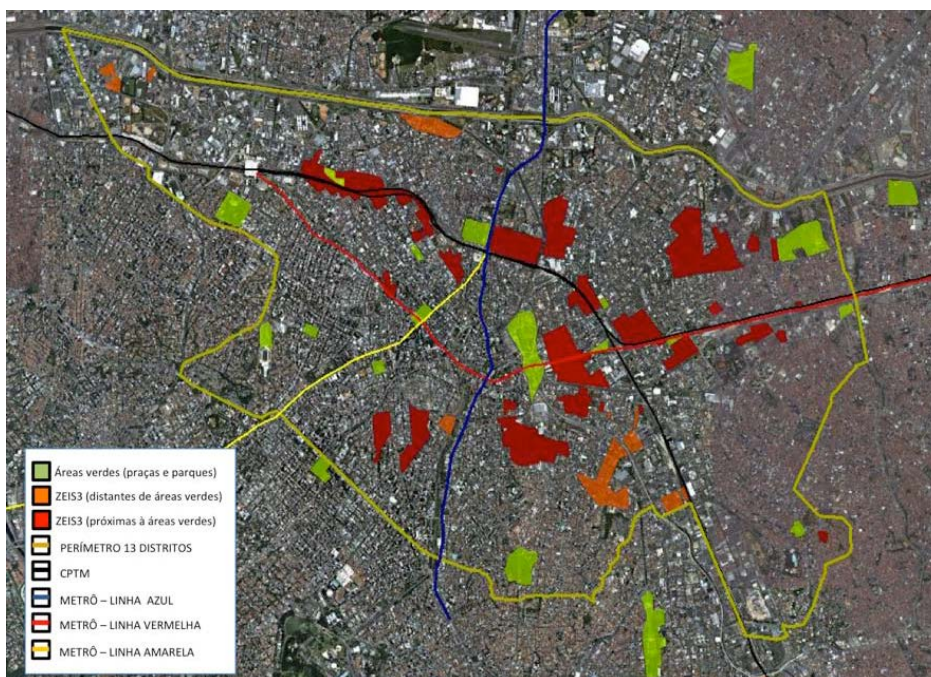 Áreas verdes (praças e parques)
ZEIS3 (distantes de áreas verdes)
ZEIS3 (próximas à áreas verdes)
PERÍMETRO 13 DISTRITOS
CPTM
METRÔ – LINHA  AZUL
METRÔ – LINHA VERMELHA
METRÔ – LINHA AMARELA